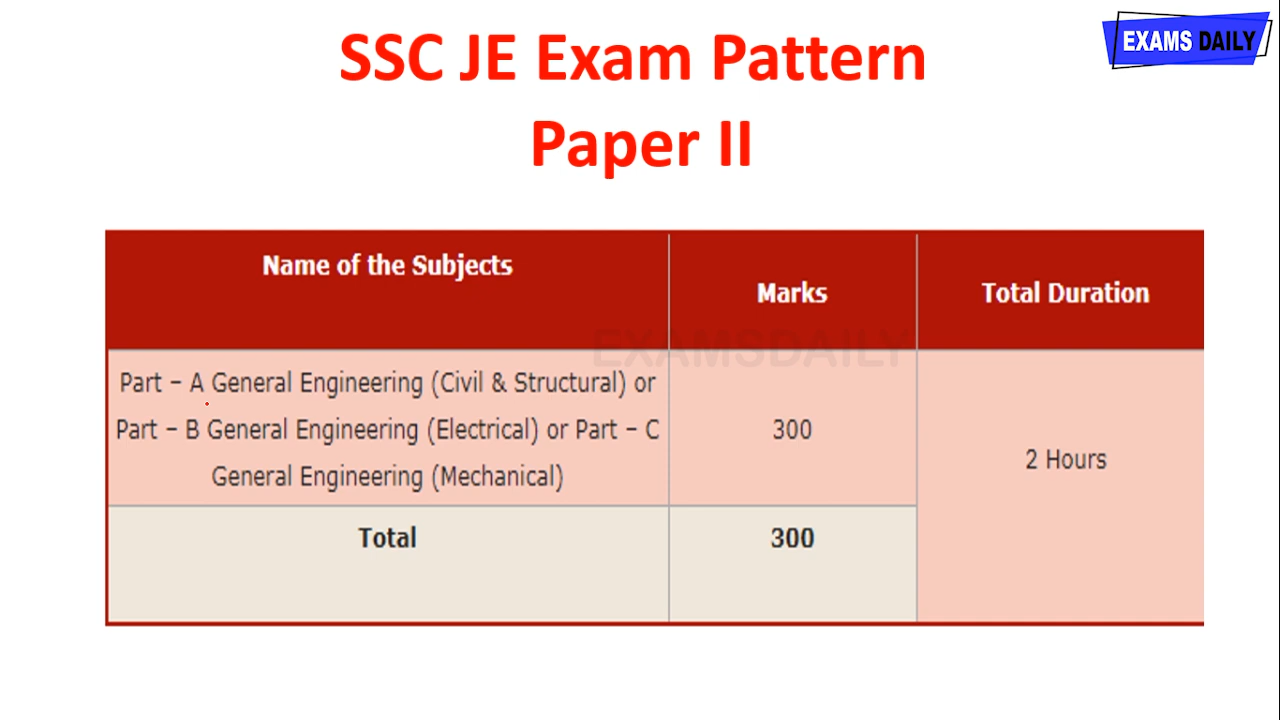 EXAMS DAILY
SSC JE Exam Pattern
Paper II
Name of the Subjects
Marks
Total Duration
EXAMSDAILY
Part – A General Engineering (Civil & Structural) or
Part – B General Engineering (Electrical) or Part – C
General Engineering (Mechanical)
300
2 Hours
Total
300